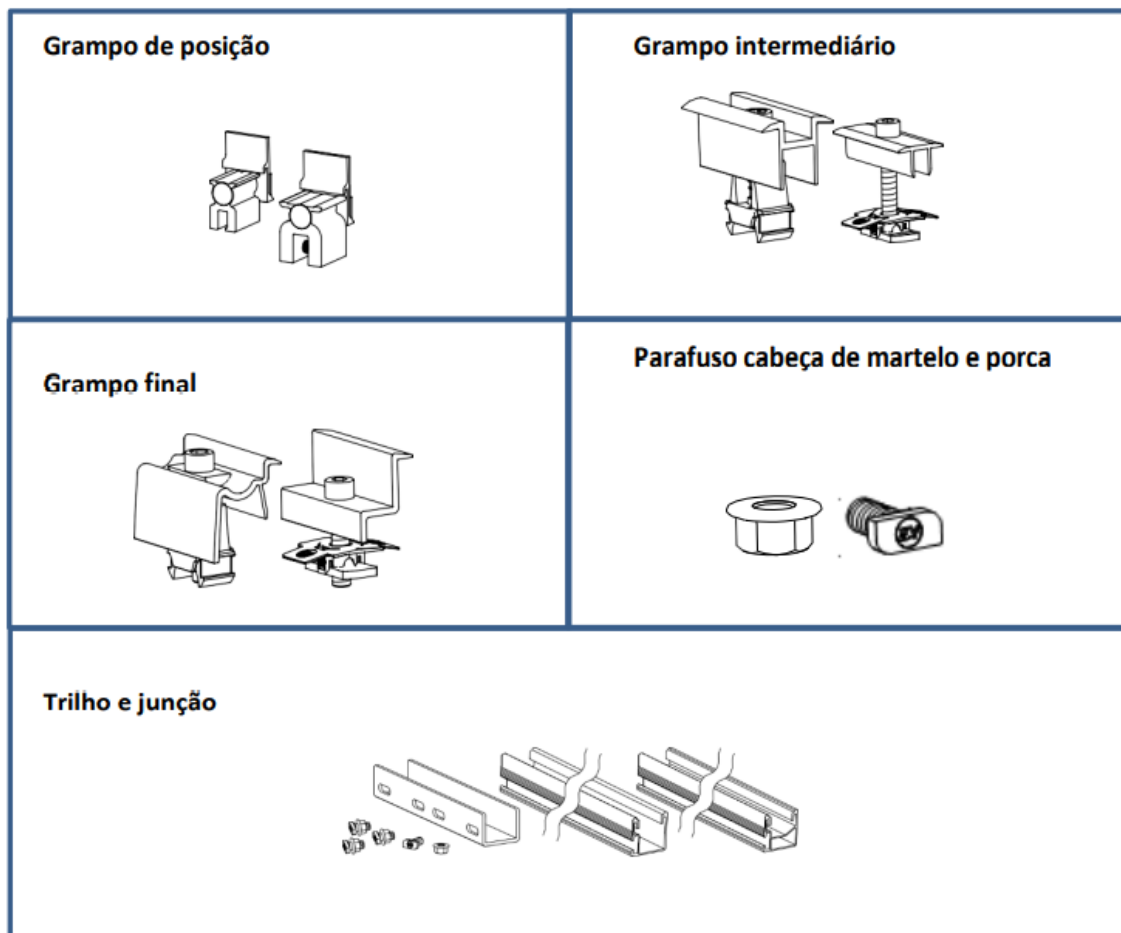 Grampo de posição
Grampo intermediário
Grampo final
Parafuso cabeça de martelo e porca
Trilho e junção